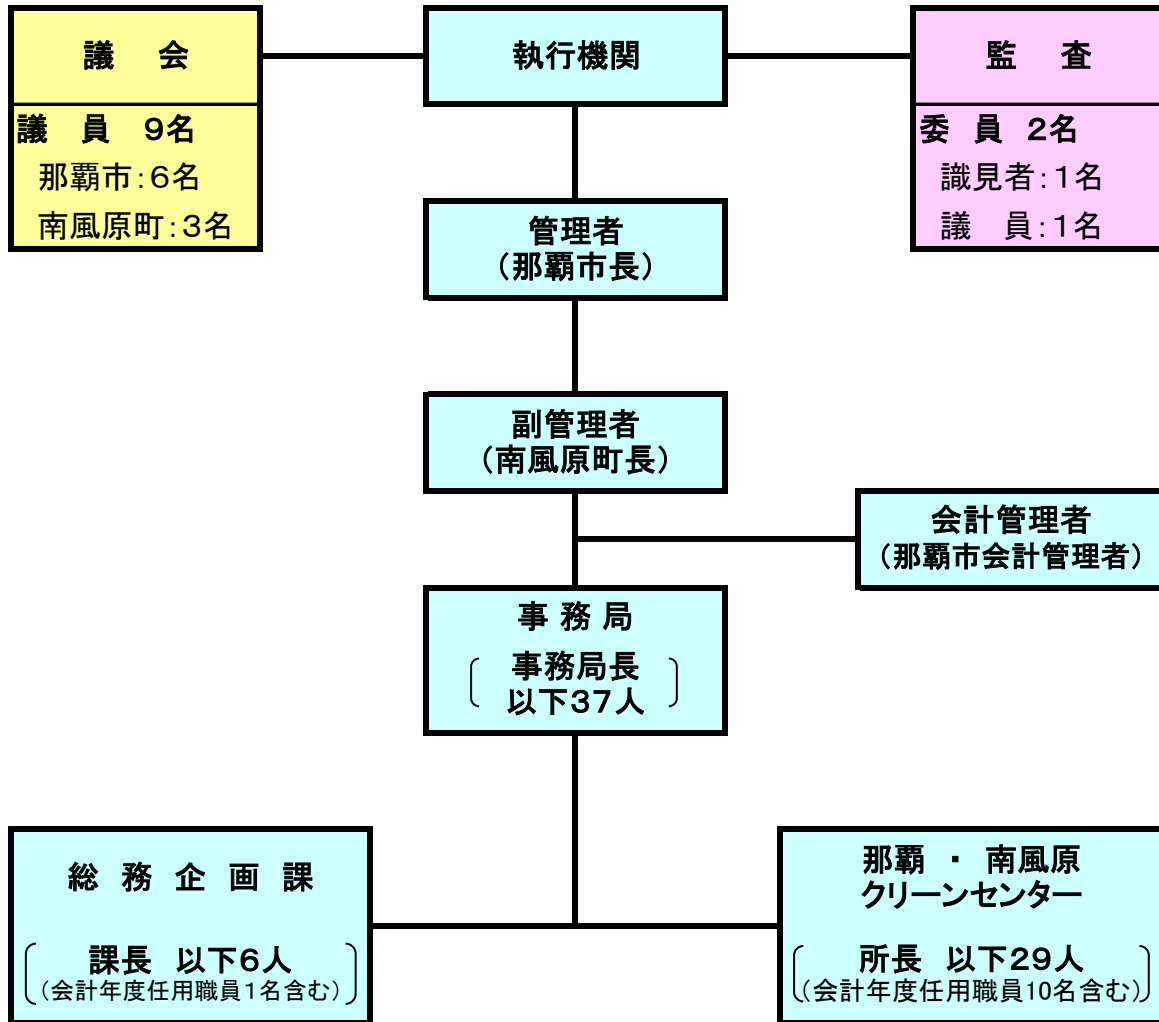 議 会
議 員 9名
那覇市:6名
南風原町:3名
執行機関
監 査
委 員 2名
識見者:1名
議 員:1名
管理者
(那覇市長)
副管理者
(南風原町長)
会計管理者
(那覇市会計管理者)
事 務 局
事務局長
以下37人
総 務 企 画 課
課長 以下6人
(会計年度任用職員1名含む)
那覇 ・ 南風原
クリーンセンター
所長 以下29人
(会計年度任用職員10名含む)